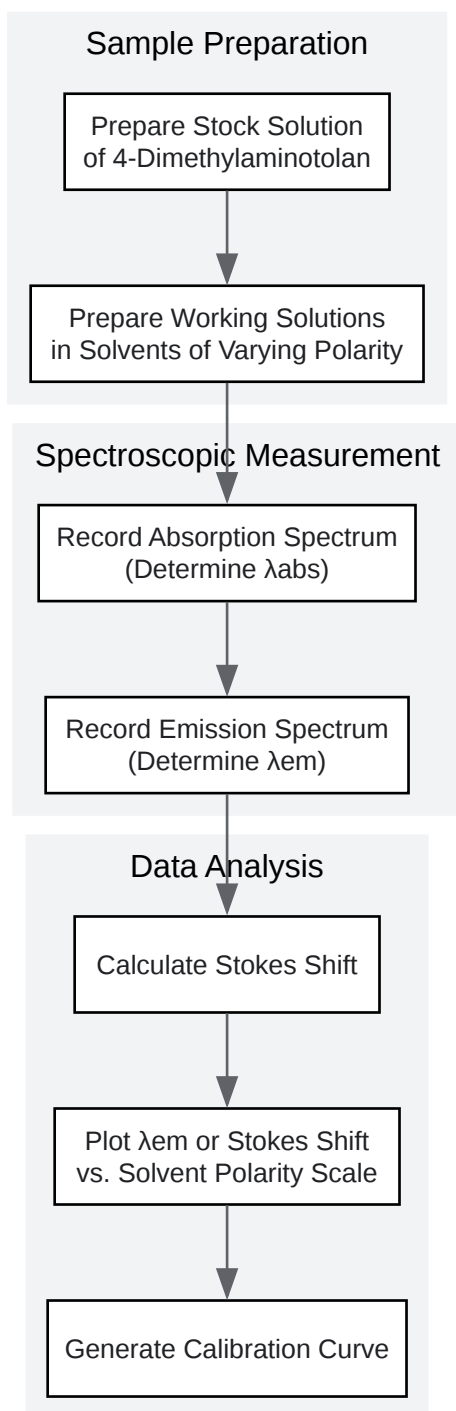 Sample Preparation
Prepare Stock Solution
of 4-Dimethylaminotolan
Prepare Working Solutions
in Solvents of Varying Polarity
Spectroscopic Measurement
Record Absorption Spectrum
(Determine λabs)
Record Emission Spectrum
(Determine λem)
Data Analysis
Calculate Stokes Shift
Plot λem or Stokes Shift
vs. Solvent Polarity Scale
Generate Calibration Curve